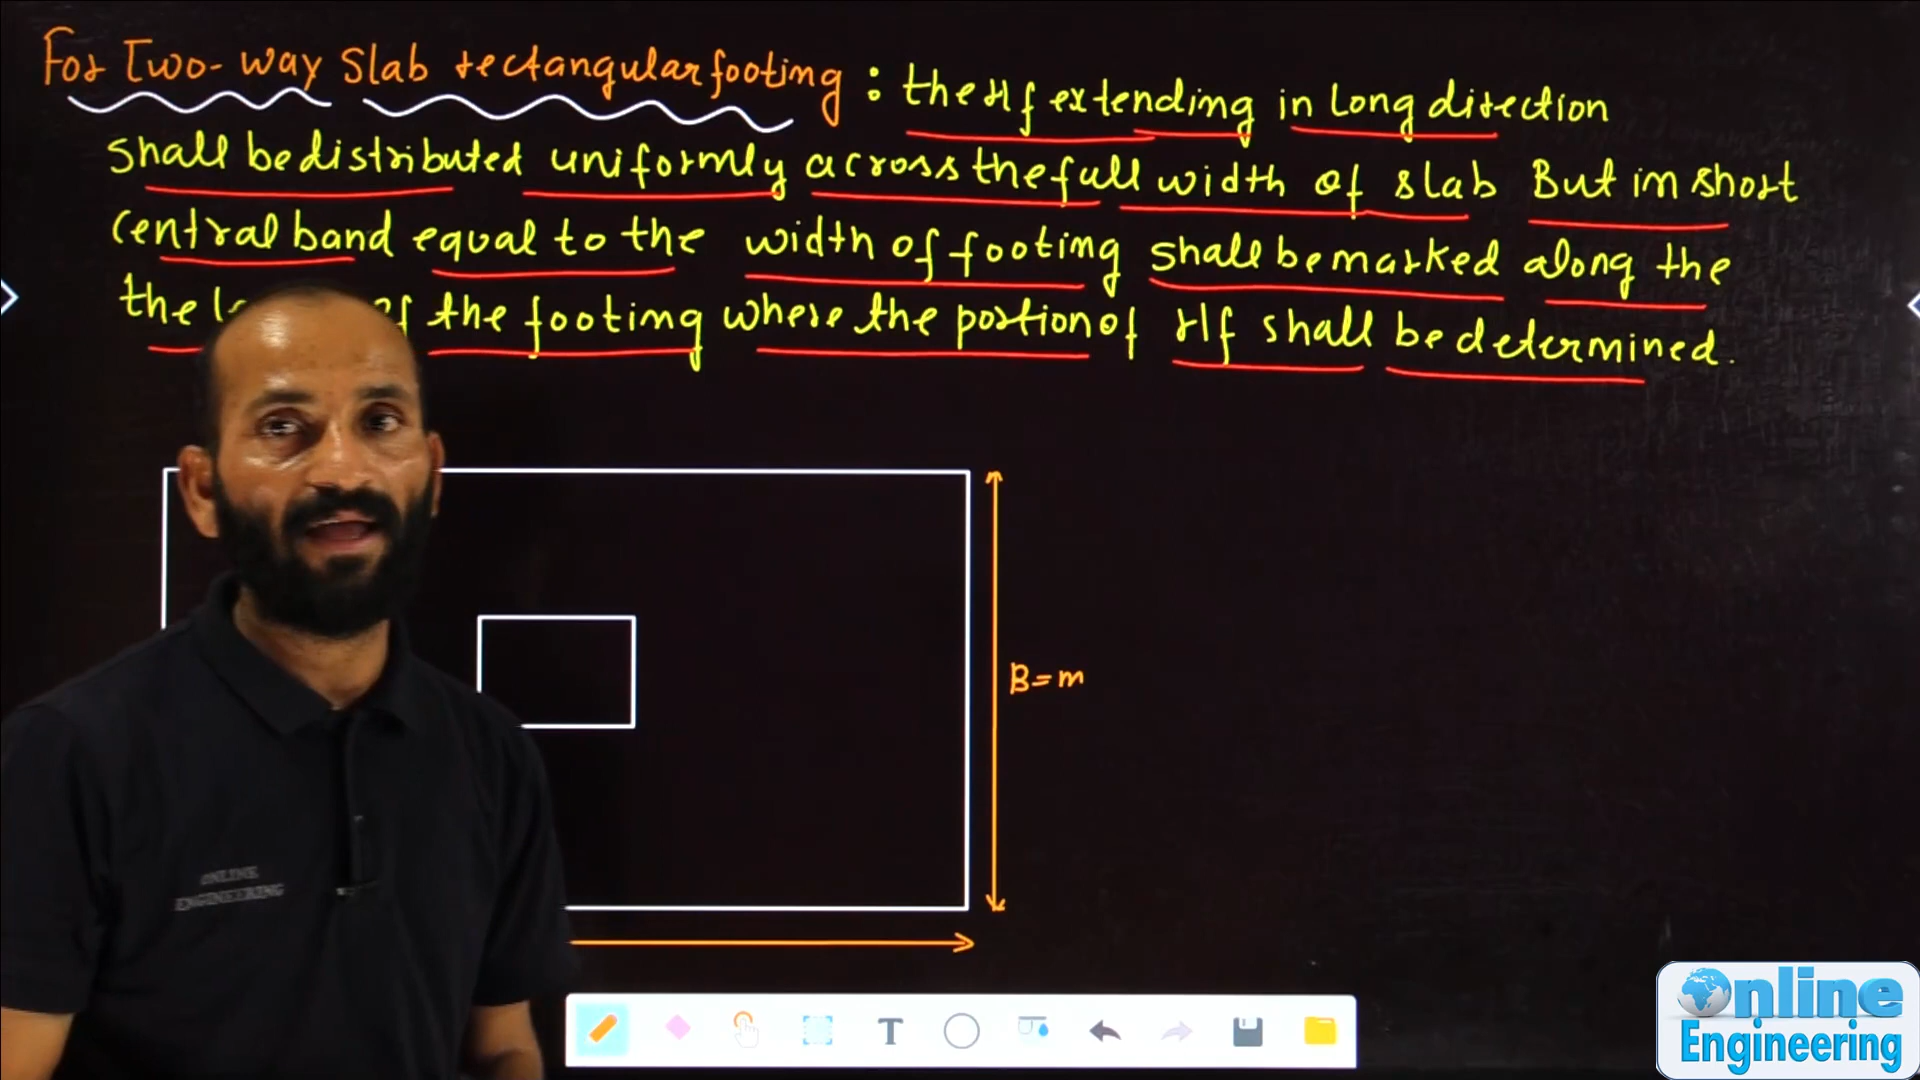 For Two-way Slab rectangular footing : the r/f extending in long direction
shall be distributed uniformly across the full width of slab But in short
central band equal to the width of footing shall be marked along the
the of the footing where the portion of r/f shall be determined.
B=m
ONLINE
ENGINEERING
T
Online
Engineering